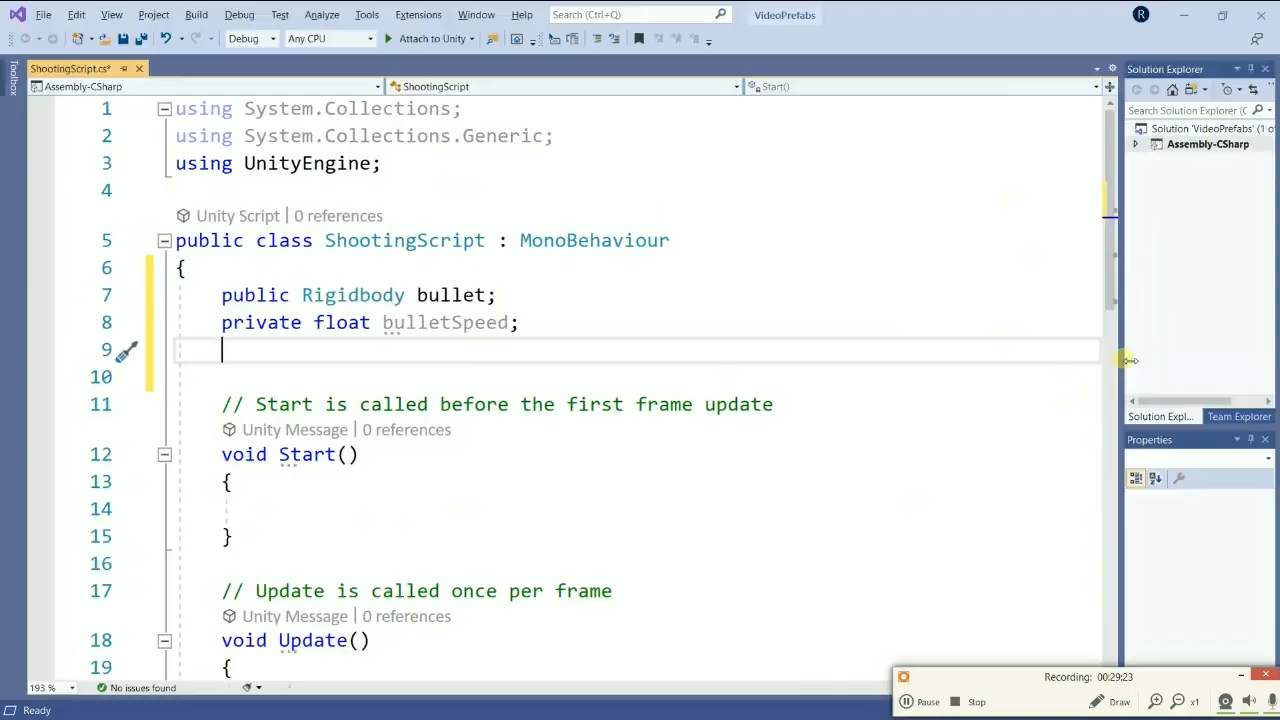 File Edit View Project Build Debug Test Analyze Tools Extensions Window Help Search (Ctrl+Q) VideoPrefabs R
Debug Any CPU Attach to Unity
Toolbox
ShootingScript.cs*
Assembly-CSharp ShootingScript Start()
1 using System.Collections;
2 using System.Collections.Generic;
3 using UnityEngine;
4
Unity Script | 0 references
5 public class ShootingScript : MonoBehaviour
6 {
7 public Rigidbody bullet;
8 private float bulletSpeed;
9
10
11 // Start is called before the first frame update
Unity Message | 0 references
12 void Start()
13 {
14
15 }
16
17 // Update is called once per frame
Unity Message | 0 references
18 void Update()
19 {
193 % No issues found
Ready
Solution Explorer
Search Solution Explorer (C
Solution 'VideoPrefabs' (1 o
Assembly-CSharp
Solution Expl... Team Explorer
Properties
Recording: 00:29:23
Pause Stop Draw x1